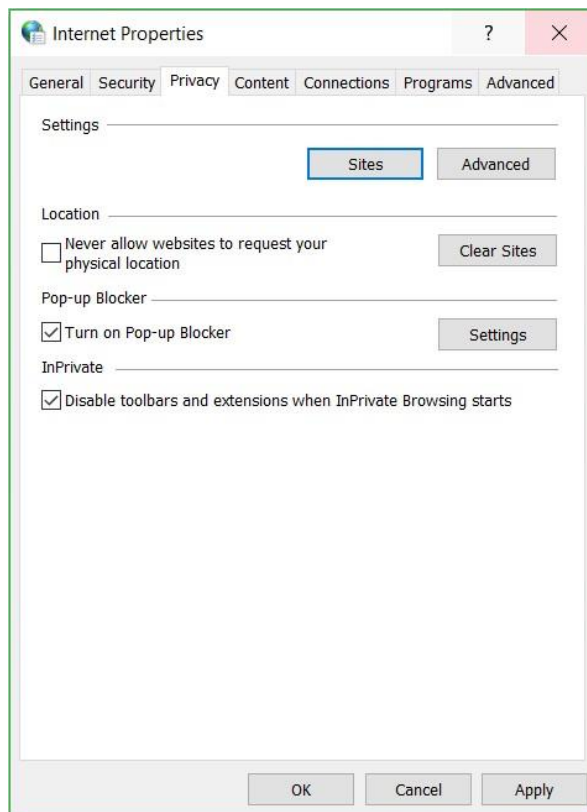 Internet Properties
?
General Security Privacy Content Connections Programs Advanced
Settings
Sites Advanced
Location
Never allow websites to request your
physical location
Clear Sites
Pop-up Blocker
Turn on Pop-up Blocker Settings
InPrivate
Disable toolbars and extensions when InPrivate Browsing starts
OK Cancel Apply